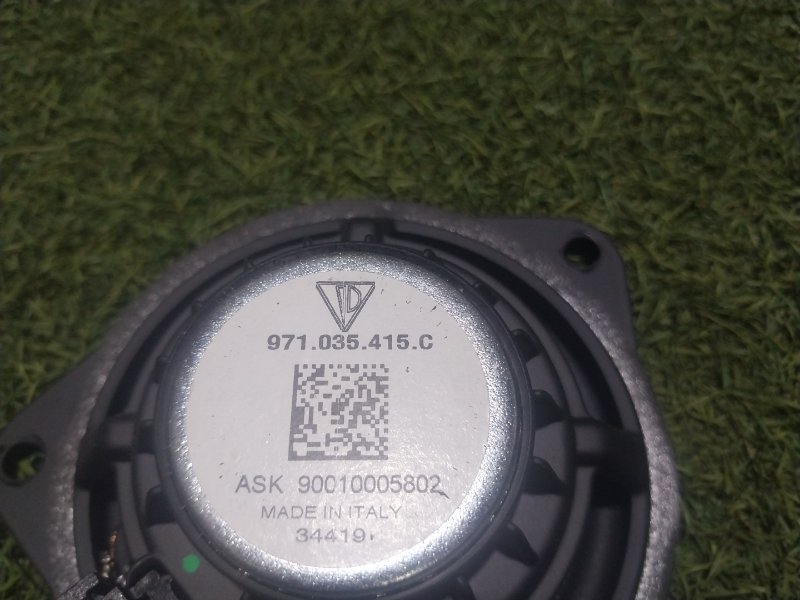 971.035.415.C
ASK 90010005802
MADE IN ITALY
34419